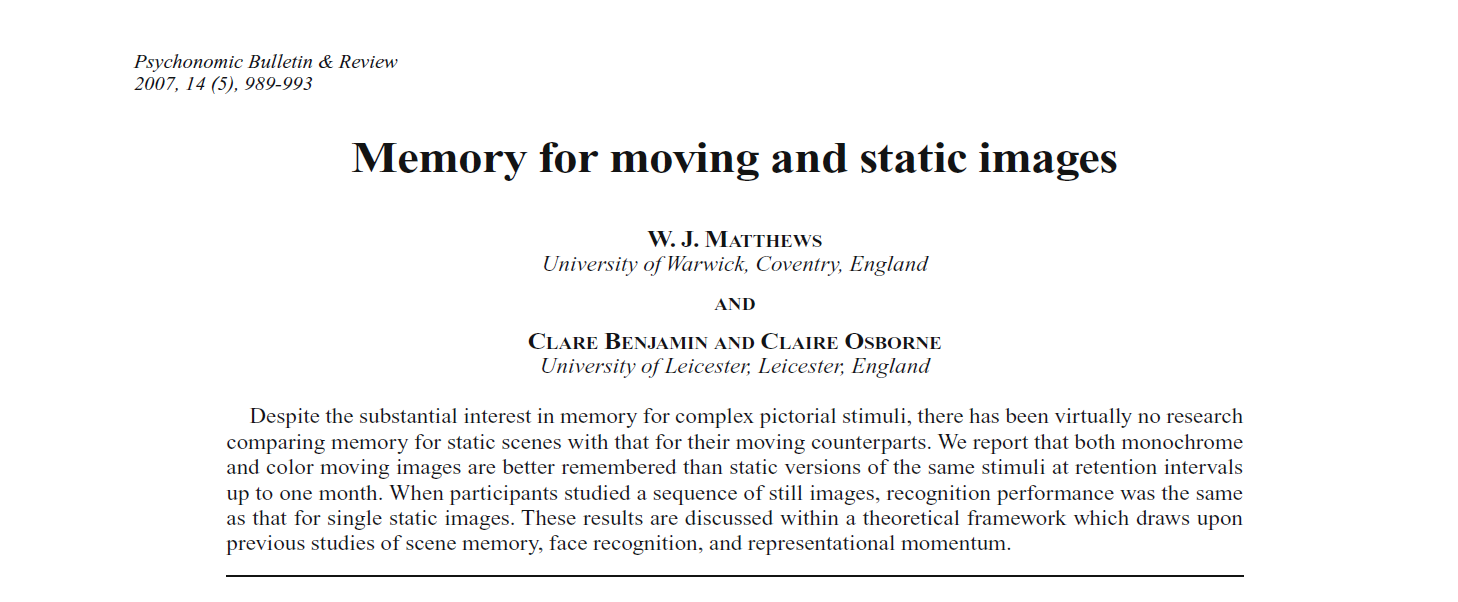 Psychonomic Bulletin & Review
2007, 14 (5), 989-993
Memory for moving and static images
W. J. Matthews
University of Warwick, Coventry, England
and
Clare Benjamin and Claire Osborne
University of Leicester, Leicester, England
Despite the substantial interest in memory for complex pictorial stimuli, there has been virtually no research
comparing memory for static scenes with that for their moving counterparts. We report that both monochrome
and color moving images are better remembered than static versions of the same stimuli at retention intervals
up to one month. When participants studied a sequence of still images, recognition performance was the same
as that for single static images. These results are discussed within a theoretical framework which draws upon
previous studies of scene memory, face recognition, and representational momentum.